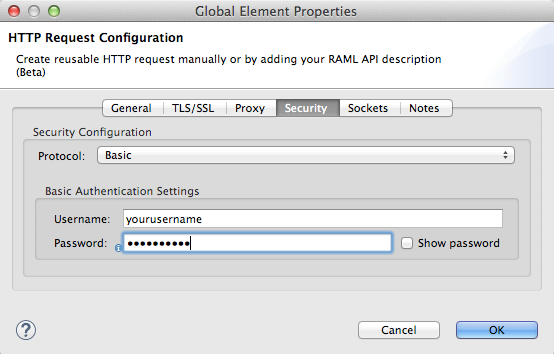 Global Element Properties
HTTP Request Configuration
Create reusable HTTP request manually or by adding your RAML API description
(Beta)
General TLS/SSL Proxy Security Sockets Notes
Security Configuration
Protocol: Basic
Basic Authentication Settings
Username: yourusername
Password: •••••••••• Show password
? Cancel OK